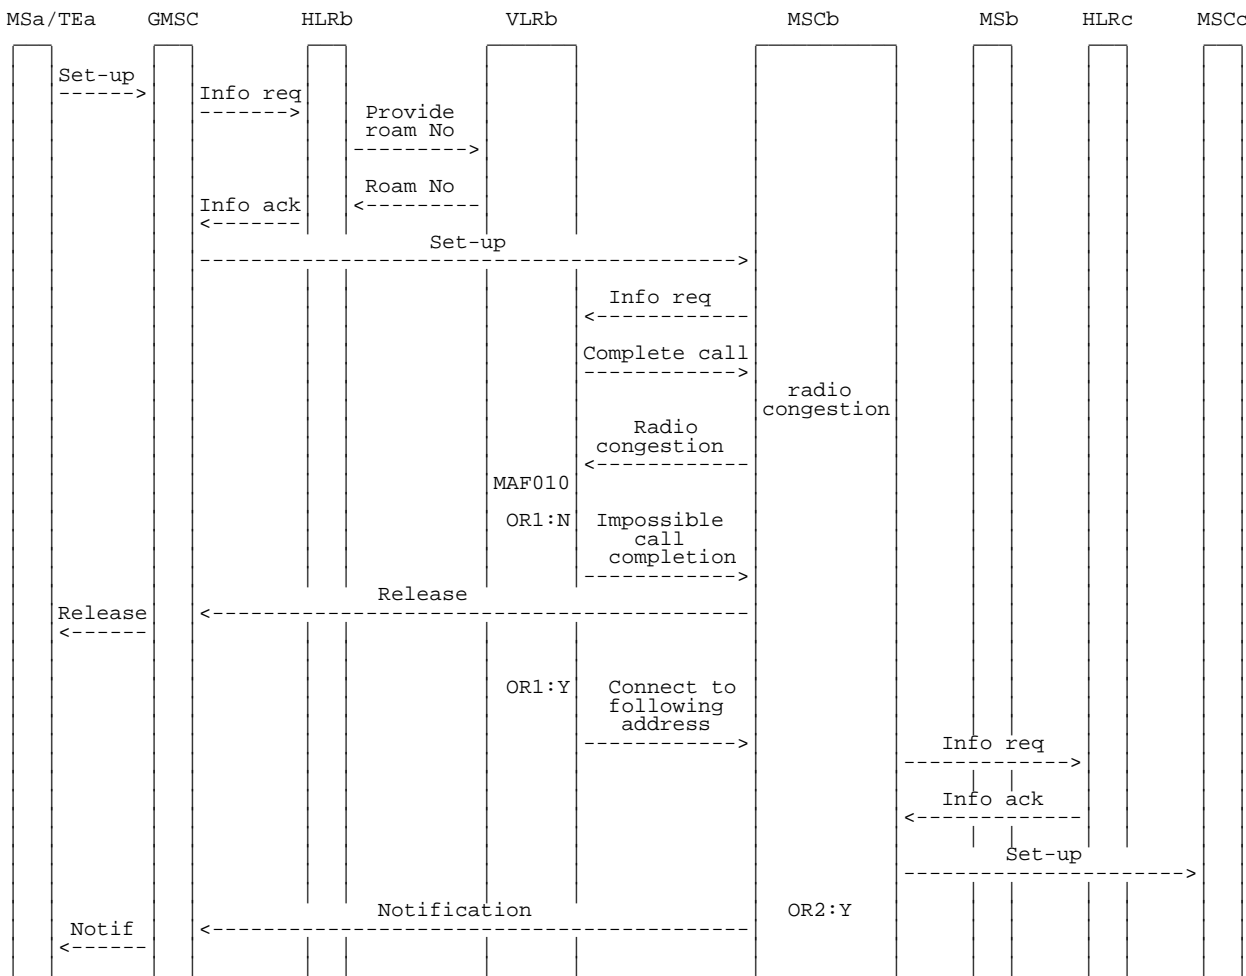 MSa/TEa GMSC HLRb VLRb MSCb MSb HLRc MSCc
Set-up
Info req
Provide
roam No
Roam No
Info ack
Set-up
Info req
Complete call
radio
congestion
Radio
congestion
MAF010
OR1:N Impossible
call
completion
Release
Release
OR1:Y Connect to
following
address
Info req
Info ack
Set-up
Notification OR2:Y
Notif